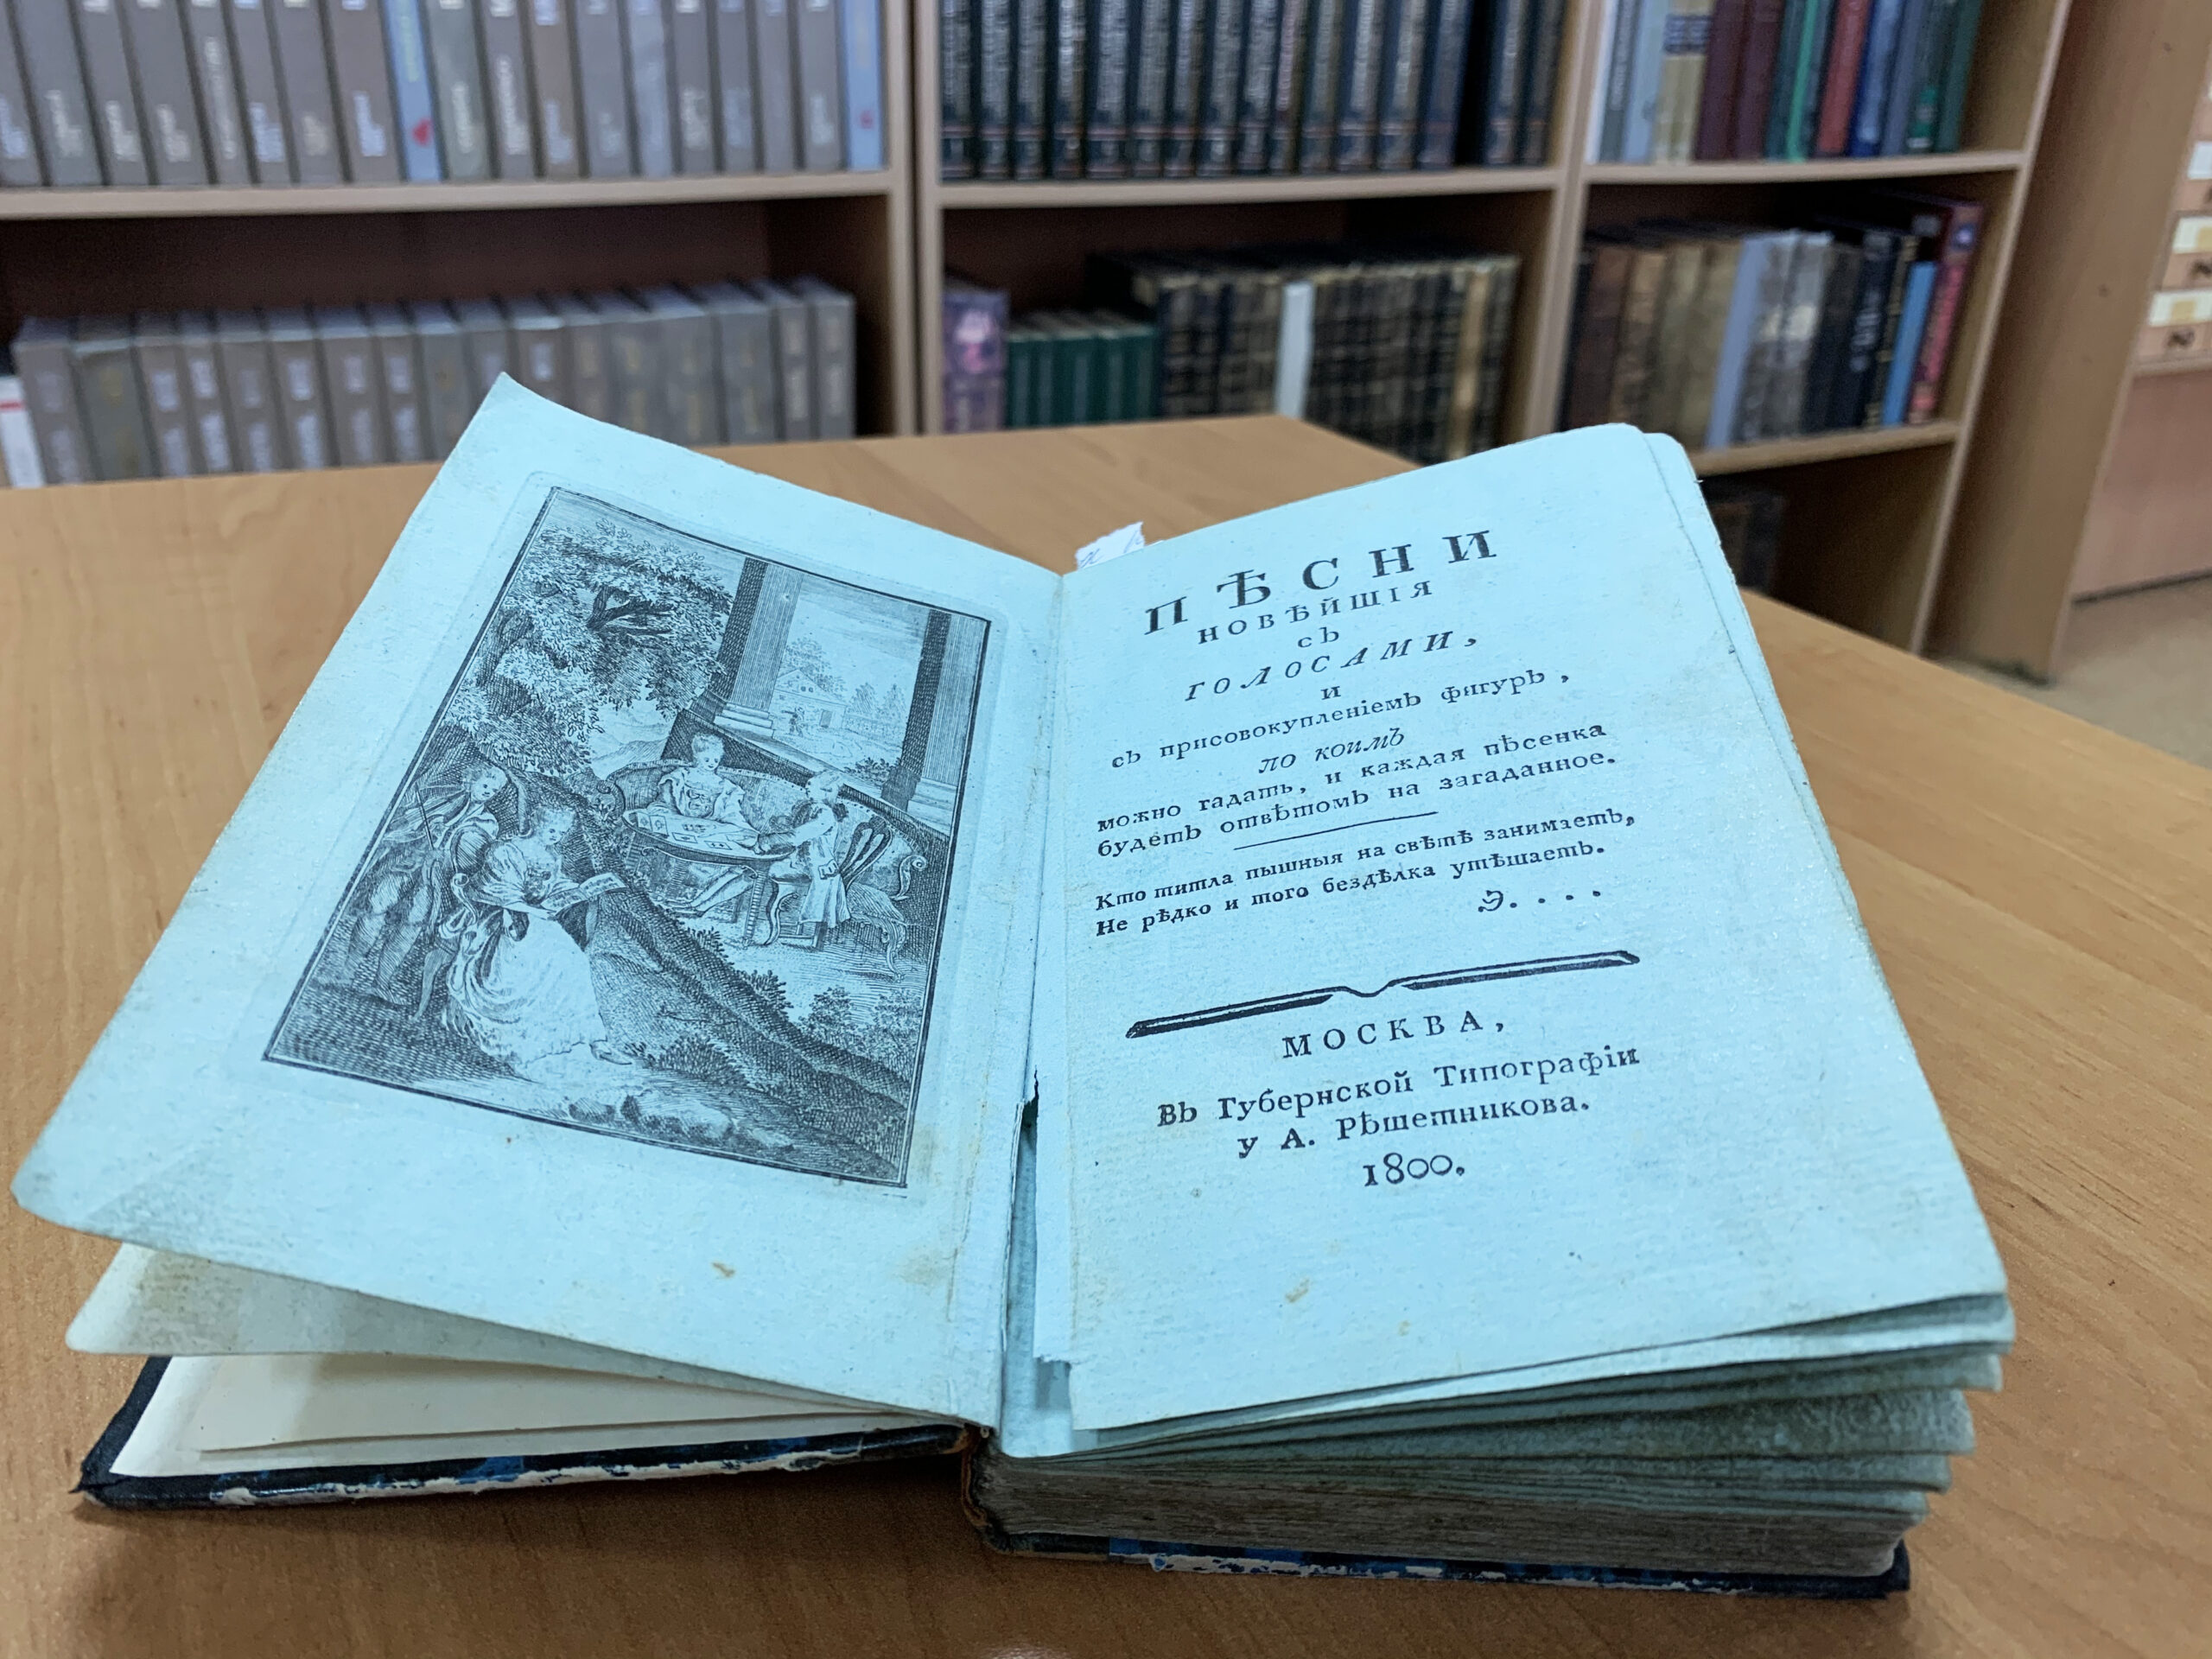 ПѢСНИ
НОВѢЙШІЯ
съ
ГОЛОСАМИ,
и
съ присовокупленіемъ фигуръ,
по коимъ
можно гадать, и каждая пѣсенка
будетъ отвѣтомъ на загаданное.
Кто титла пышныя на свѣтѣ занимаетъ,
Не рѣдко и того бездѣлка утѣшаетъ.
Э. . . .
МОСКВА,
Въ Губернской Типографіи
у А. Рѣшетникова.
1800.